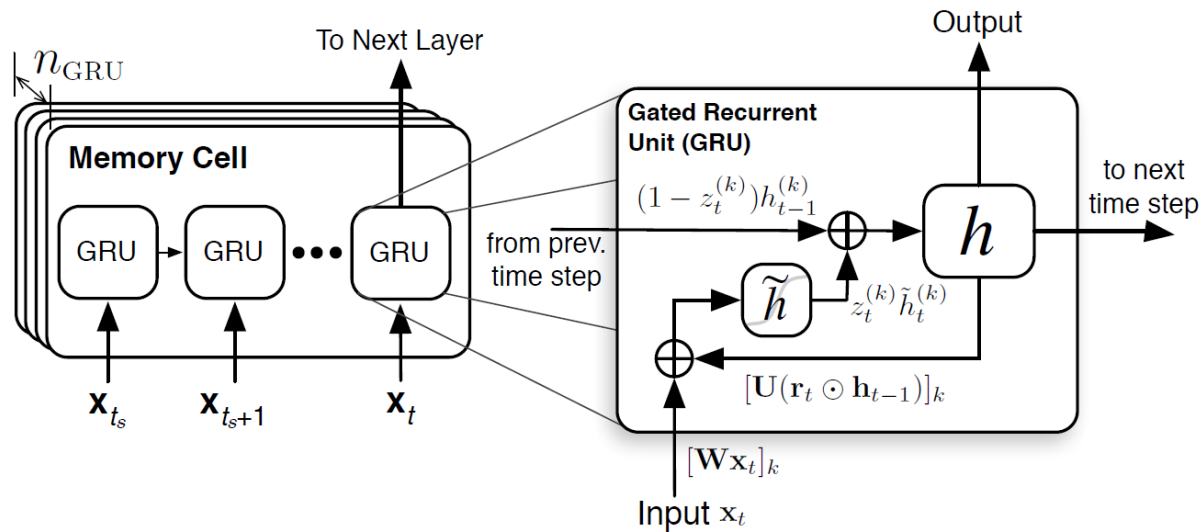 n_GRU
To Next Layer
Memory Cell
GRU
GRU
•••
GRU
x_{t_s}
x_{t_s+1}
x_t
Output
Gated Recurrent
Unit (GRU)
(1 − z_t^{(k)})h_{t−1}^{(k)}
from prev.
time step
h
to next
time step
h̃
z_t^{(k)} h̃_t^{(k)}
[U(r_t ⊙ h_{t−1})]_k
[Wx_t]_k
Input x_t